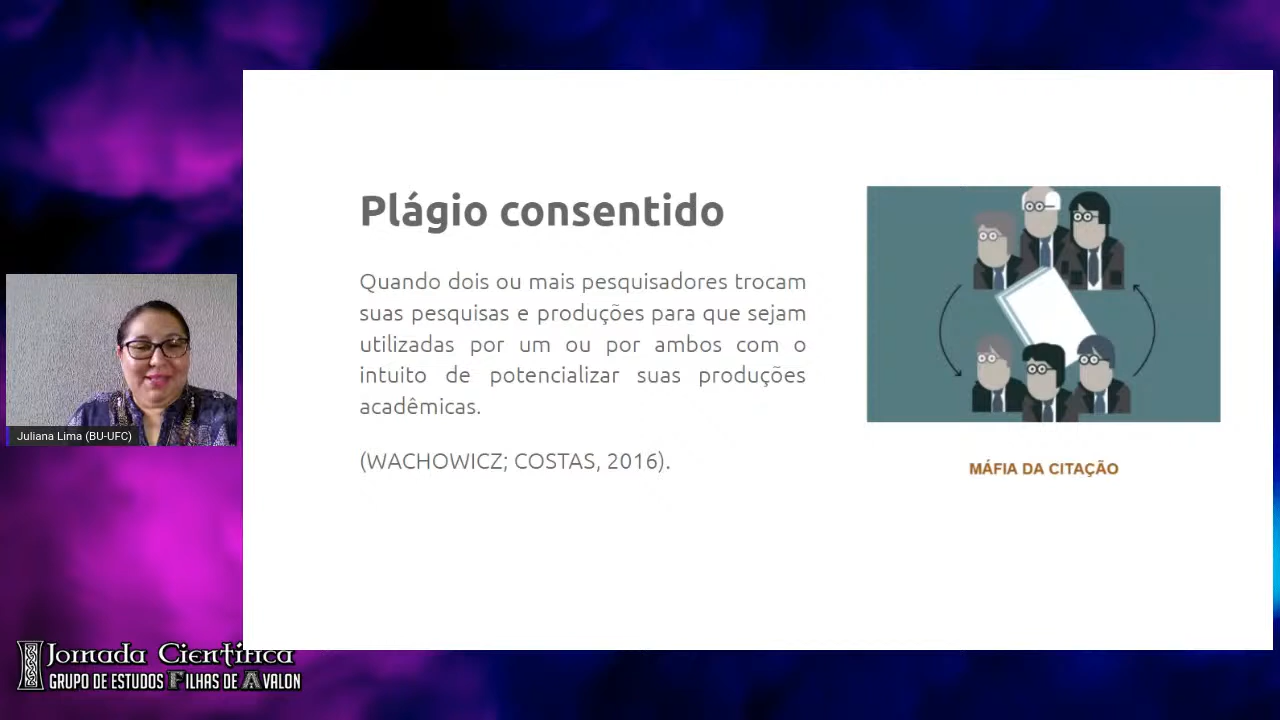 Plágio consentido
Quando dois ou mais pesquisadores trocam
suas pesquisas e produções para que sejam
utilizadas por um ou por ambos com o
intuito de potencializar suas produções
acadêmicas.
(WACHOWICZ; COSTAS, 2016).
MÁFIA DA CITAÇÃO
Juliana Lima (BU-UFC)
Jornada Científica
GRUPO DE ESTUDOS FILHAS DE AVALON